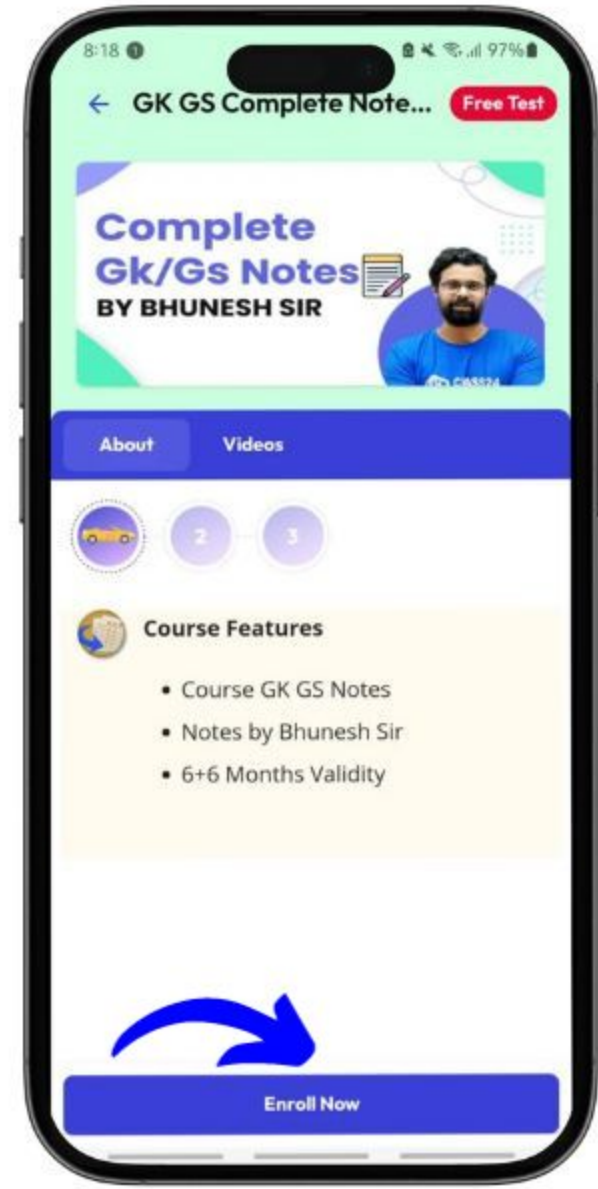 8:18 1 97%
GK GS Complete Note... Free Test
Complete
Gk/Gs Notes
BY BHUNESH SIR
About Videos
2 3
Course Features
• Course GK GS Notes
• Notes by Bhunesh Sir
• 6+6 Months Validity
Enroll Now